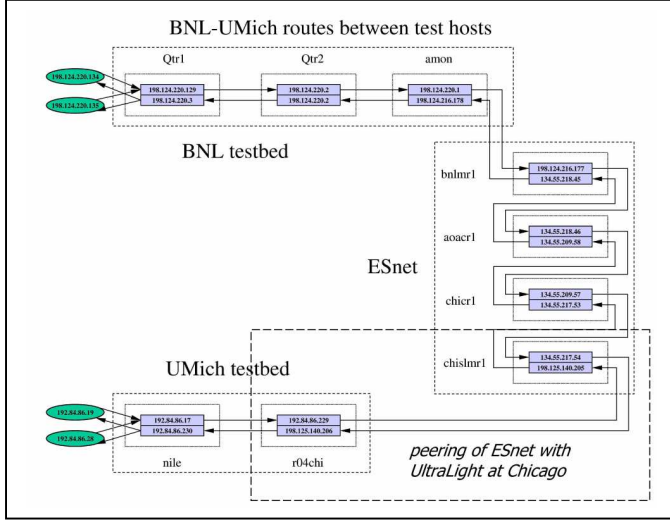 BNL-UMich routes between test hosts
Qtr1
Qtr2
amon
198.124.220.134
198.124.220.135
198.124.220.129
198.124.220.3
198.124.220.2
198.124.220.2
198.124.220.1
198.124.216.178
BNL testbed
bnlmr1
198.124.216.177
134.55.218.45
aoacr1
134.55.218.46
134.55.209.58
ESnet
chicr1
134.55.209.57
134.55.217.53
chislmr1
134.55.217.54
198.125.140.205
UMich testbed
192.84.86.19
192.84.86.28
192.84.86.17
192.84.86.230
192.84.86.229
198.125.140.206
nile
r04chi
peering of ESnet with
UltraLight at Chicago